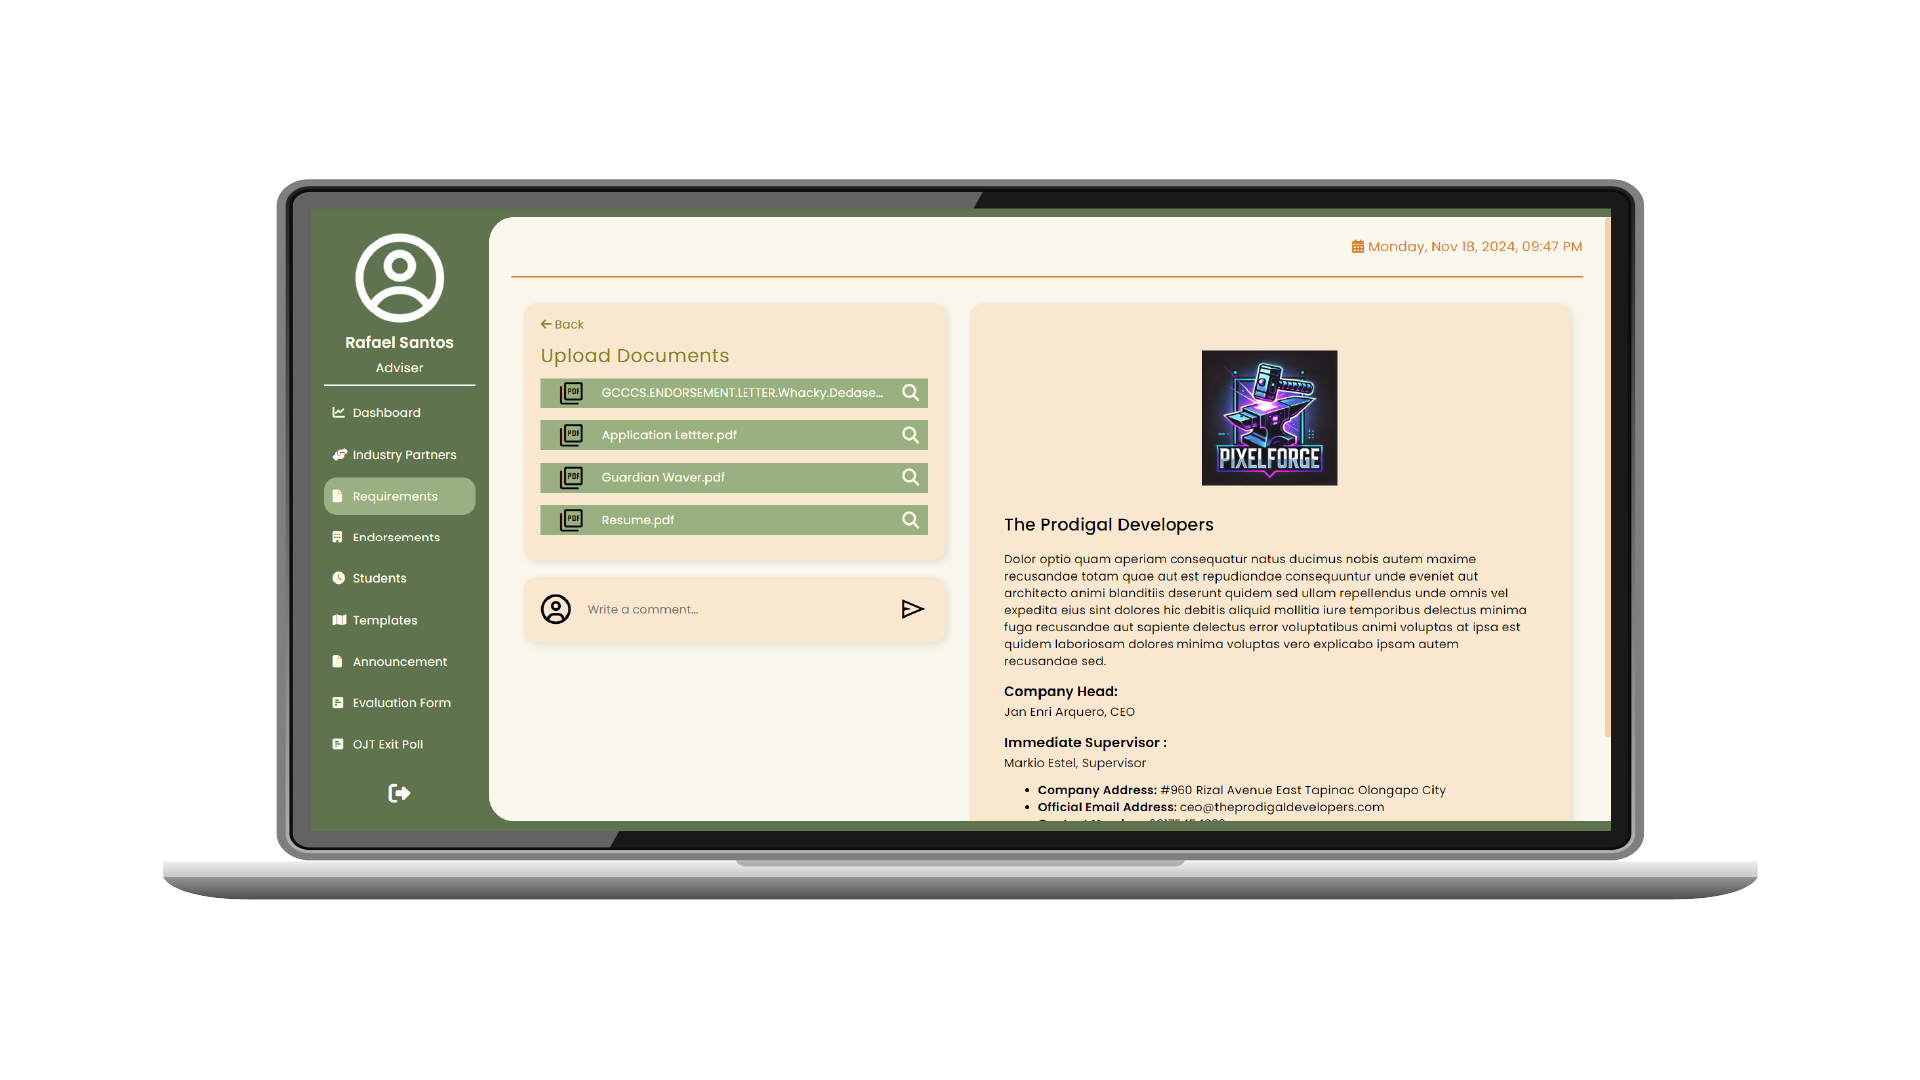 Rafael Santos
Adviser
Dashboard
Industry Partners
Requirements
Endorsements
Students
Templates
Announcement
Evaluation Form
OJT Exit Poll
Monday, Nov 18, 2024, 09:47 PM
Back
Upload Documents
PDF GCCCS.ENDORSEMENT.LETTER.Whacky.Dedase...
PDF Application Lettter.pdf
PDF Guardian Waver.pdf
PDF Resume.pdf
Write a comment...
PIXELFORGE
The Prodigal Developers
Dolor optio quam aperiam consequatur natus ducimus nobis autem maxime
recusandae totam quae aut est repudiandae consequuntur unde eveniet aut
architecto animi blanditiis deserunt quidem sed ullam repellendus unde omnis vel
expedita eius sint dolores hic debitis aliquid mollitia iure temporibus delectus minima
fuga recusandae aut sapiente delectus error voluptatibus animi voluptas at ipsa est
quidem laboriosam dolores minima voluptas vero explicabo ipsam autem
recusandae sed.
Company Head:
Jan Enri Arquero, CEO
Immediate Supervisor :
Markio Estel, Supervisor
• Company Address: #960 Rizal Avenue East Tapinac Olongapo City
• Official Email Address: ceo@theprodigaldevelopers.com